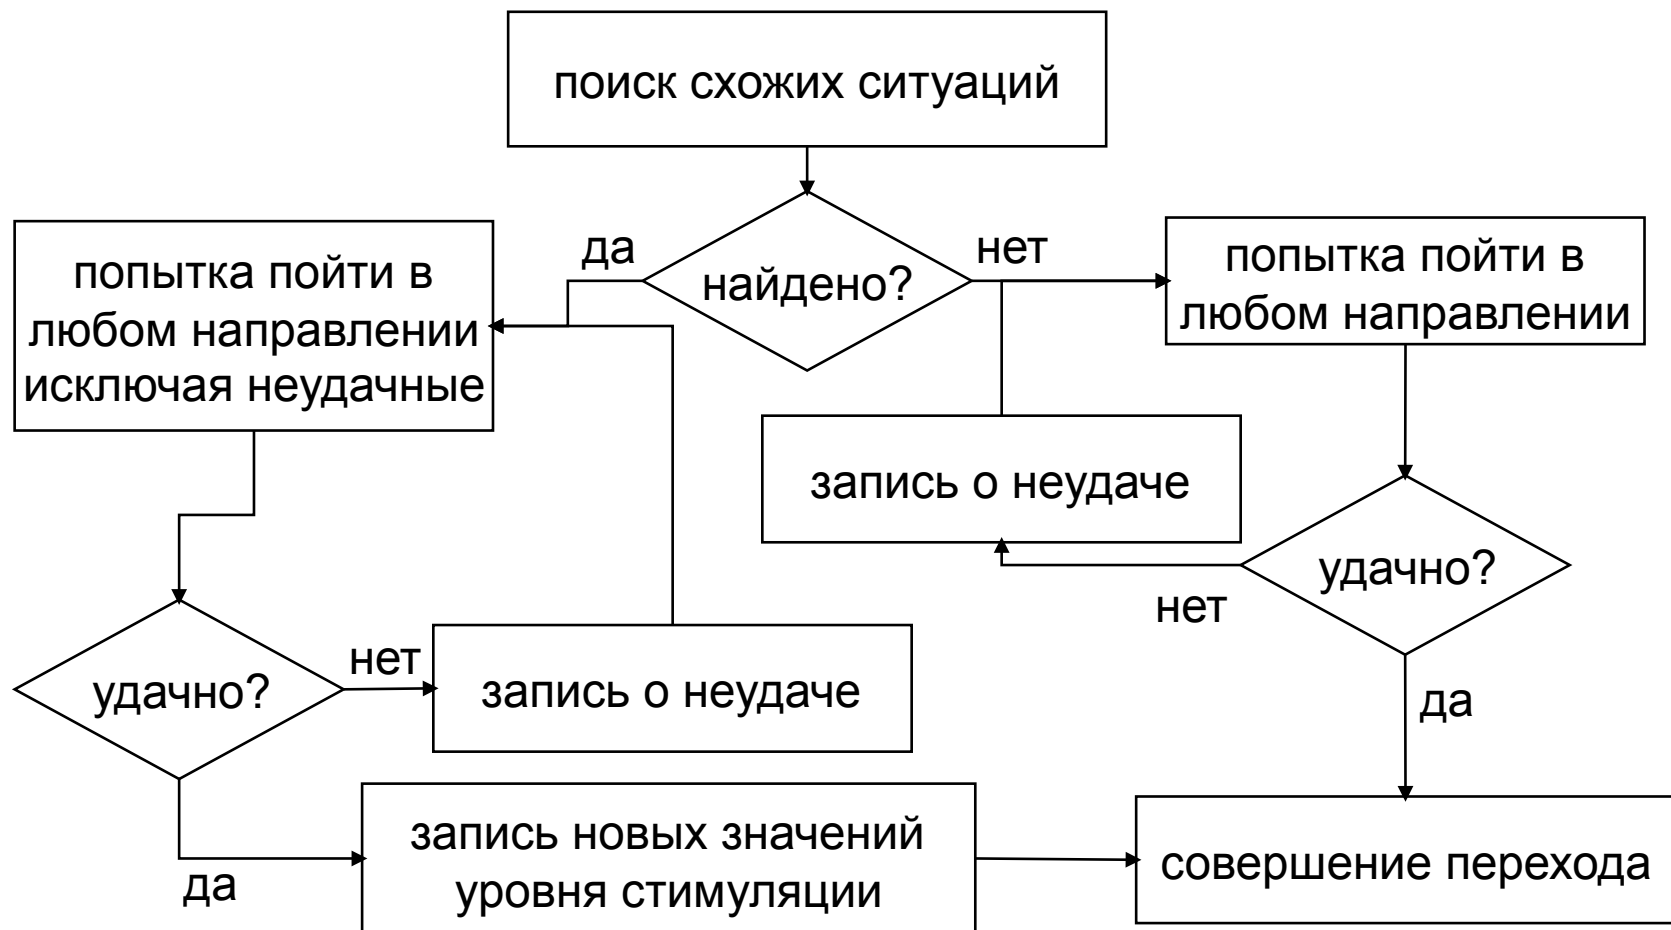 поиск схожих ситуаций
да
найдено?
нет
попытка пойти в
любом направлении
исключая неудачные
попытка пойти в
любом направлении
запись о неудаче
удачно?
нет
удачно?
нет
запись о неудаче
да
да
запись новых значений
уровня стимуляции
совершение перехода